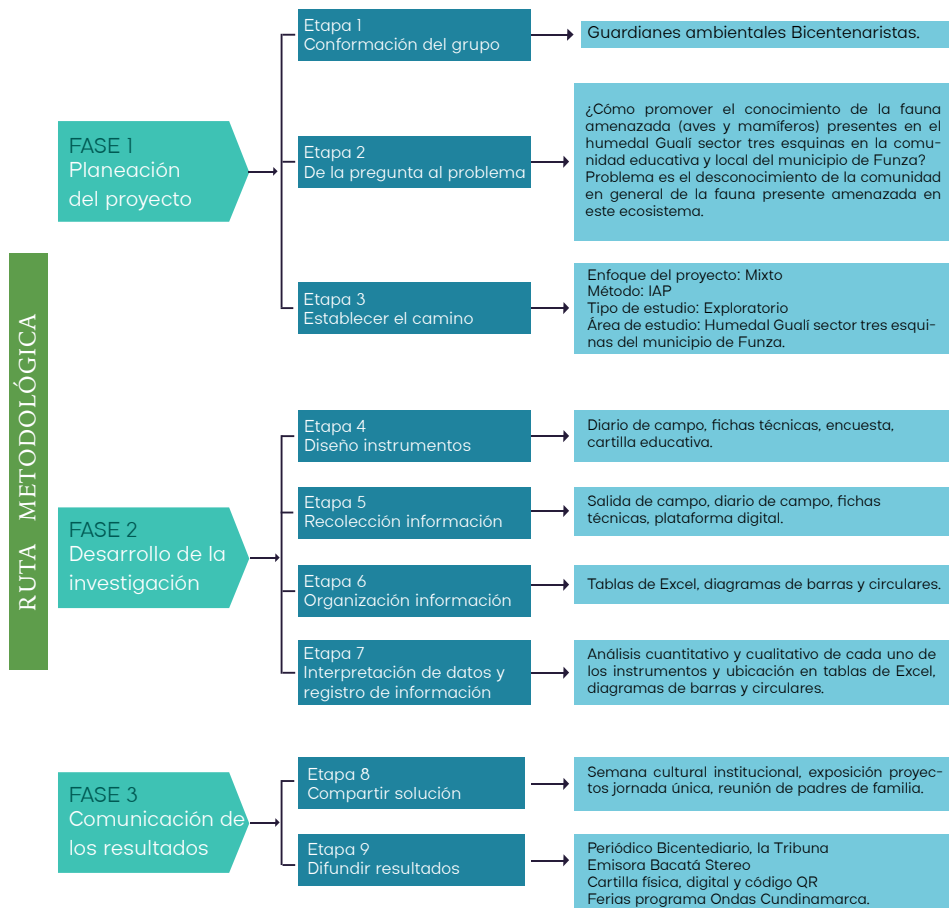 RUTA METODOLÓGICA
FASE 1
Planeación
del proyecto
Etapa 1
Conformación del grupo
Guardianes ambientales Bicentenaristas.
Etapa 2
De la pregunta al problema
¿Cómo promover el conocimiento de la fauna
amenazada (aves y mamíferos) presentes en el
humedal Gualí sector tres esquinas en la comu-
nidad educativa y local del municipio de Funza?
Problema es el desconocimiento de la comunidad
en general de la fauna presente amenazada en
este ecosistema.
Etapa 3
Establecer el camino
Enfoque del proyecto: Mixto
Método: IAP
Tipo de estudio: Exploratorio
Área de estudio: Humedal Gualí sector tres esqui-
nas del municipio de Funza.
FASE 2
Desarrollo de la
investigación
Etapa 4
Diseño instrumentos
Diario de campo, fichas técnicas, encuesta,
cartilla educativa.
Etapa 5
Recolección información
Salida de campo, diario de campo, fichas
técnicas, plataforma digital.
Etapa 6
Organización información
Tablas de Excel, diagramas de barras y circulares.
Etapa 7
Interpretación de datos y
registro de información
Análisis cuantitativo y cualitativo de cada uno de
los instrumentos y ubicación en tablas de Excel,
diagramas de barras y circulares.
FASE 3
Comunicación de
los resultados
Etapa 8
Compartir solución
Semana cultural institucional, exposición proyec-
tos jornada única, reunión de padres de familia.
Etapa 9
Difundir resultados
Periódico Bicentediario, la Tribuna
Emisora Bacatá Stereo
Cartilla física, digital y código QR
Ferias programa Ondas Cundinamarca.